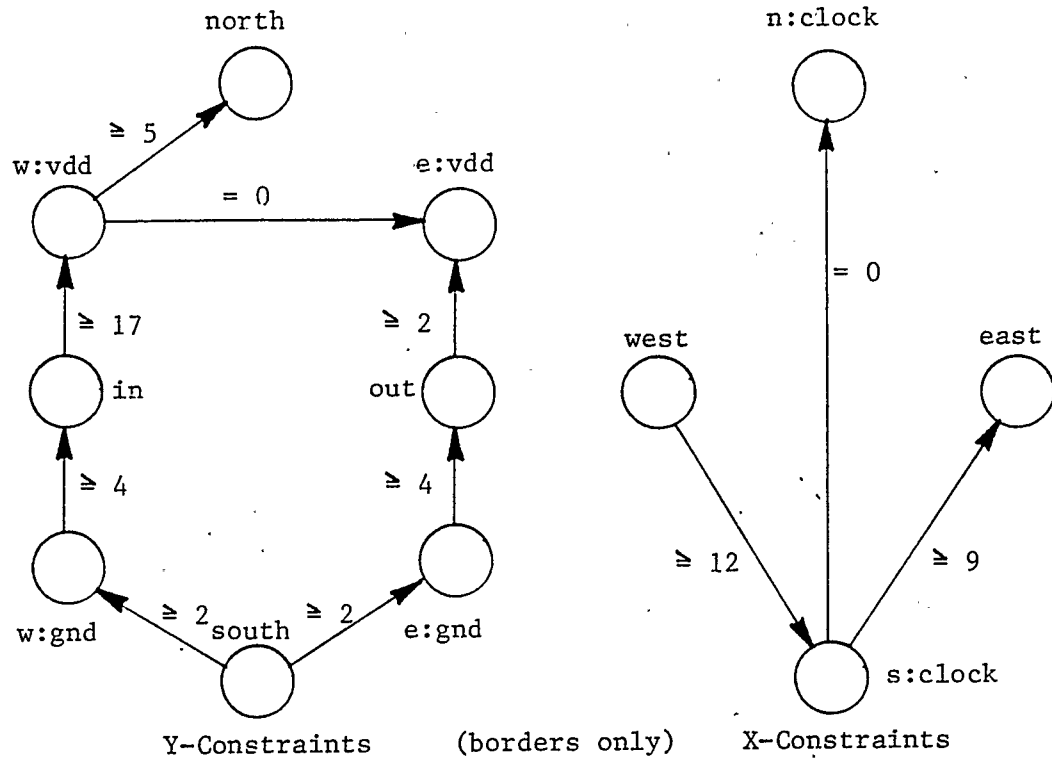 north
n:clock
≧ 5
w:vdd
e:vdd
= 0
= 0
≧ 17
≧ 2
west
east
in
out
≧ 4
≧ 4
≧ 12
≧ 9
≧ 2
≧ 2
w:gnd
south
e:gnd
s:clock
Y-Constraints (borders only) X-Constraints